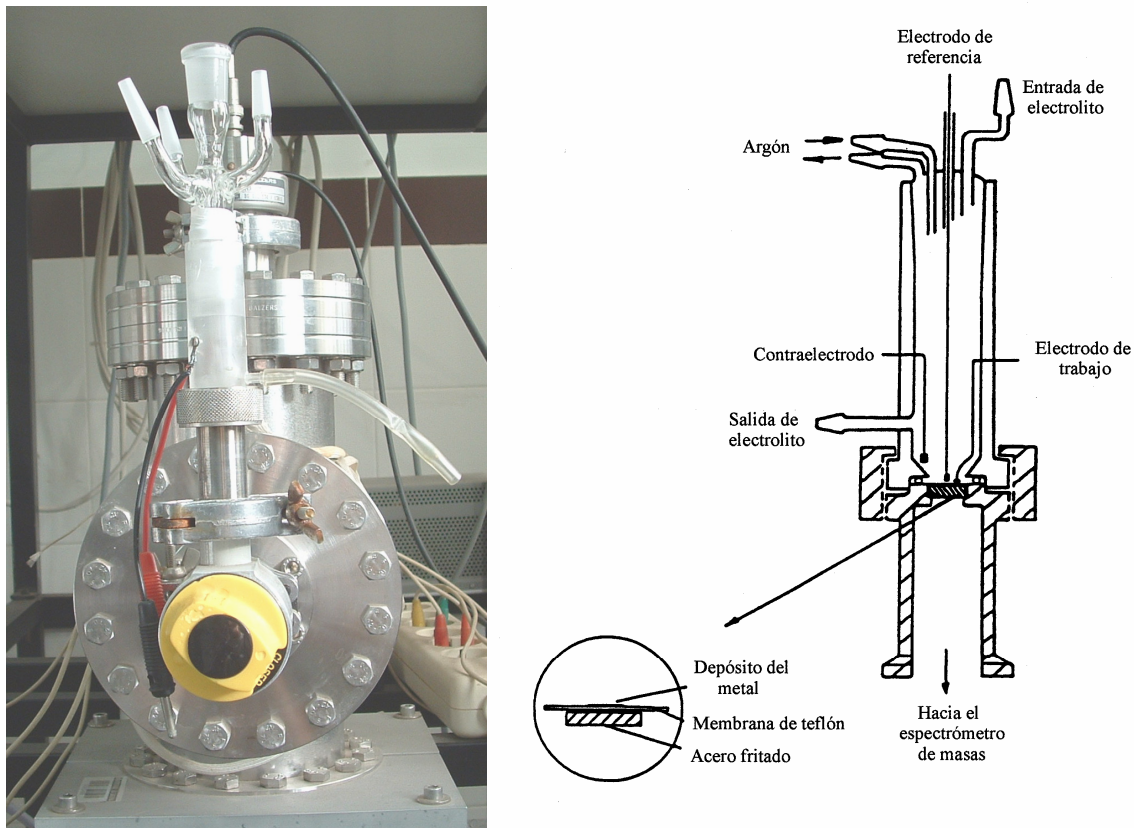 Electrodo de
referencia
Entrada de
electrolito
Argón
Contraelectrodo
Electrodo de
trabajo
Salida de
electrolito
Depósito del
metal
Membrana de teflón
Acero fritado
Hacia el
espectrómetro
de masas
CLOSED